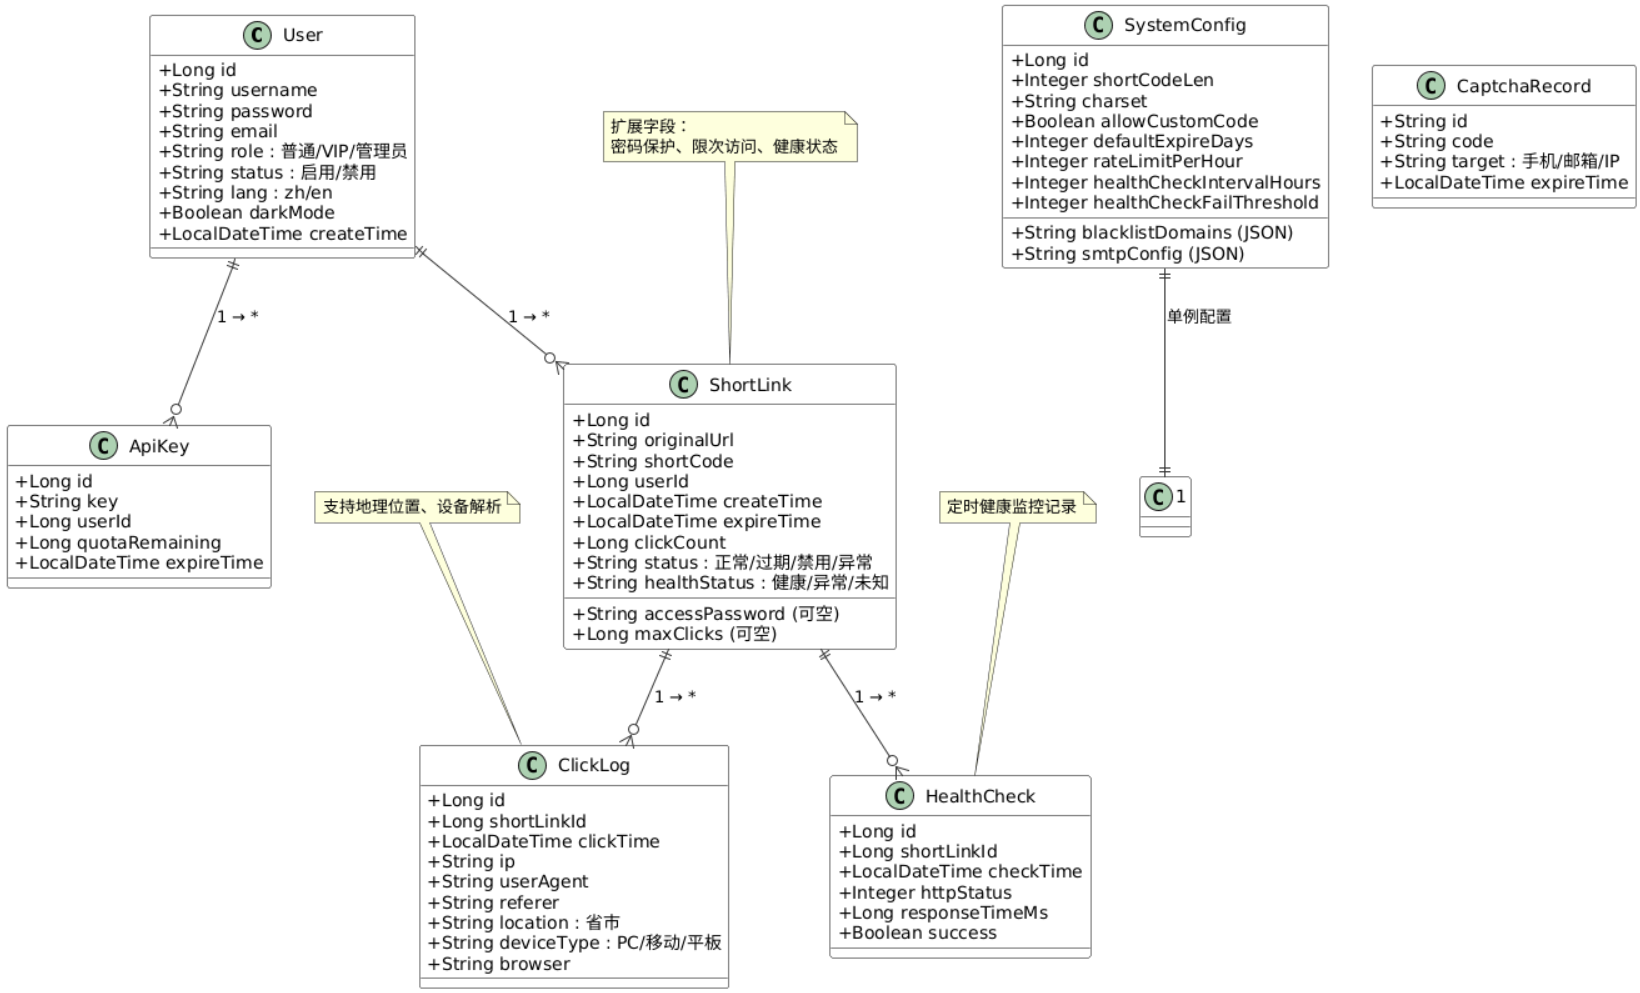 User
+Long id
+String username
+String password
+String email
+String role : 普通/VIP/管理员
+String status : 启用/禁用
+String lang : zh/en
+Boolean darkMode
+LocalDateTime createTime
SystemConfig
+Long id
+Integer shortCodeLen
+String charset
+Boolean allowCustomCode
+Integer defaultExpireDays
+Integer rateLimitPerHour
+Integer healthCheckIntervalHours
+Integer healthCheckFailThreshold
+String blacklistDomains (JSON)
+String smtpConfig (JSON)
CaptchaRecord
+String id
+String code
+String target : 手机/邮箱/IP
+LocalDateTime expireTime
扩展字段：
密码保护、限次访问、健康状态
1 → *
1 → *
单例配置
ApiKey
+Long id
+String key
+Long userId
+Long quotaRemaining
+LocalDateTime expireTime
ShortLink
+Long id
+String originalUrl
+String shortCode
+Long userId
+LocalDateTime createTime
+LocalDateTime expireTime
+Long clickCount
+String status : 正常/过期/禁用/异常
+String healthStatus : 健康/异常/未知
+String accessPassword (可空)
+Long maxClicks (可空)
支持地理位置、设备解析
定时健康监控记录
C 1
1 → *
1 → *
ClickLog
+Long id
+Long shortLinkId
+LocalDateTime clickTime
+String ip
+String userAgent
+String referer
+String location : 省市
+String deviceType : PC/移动/平板
+String browser
HealthCheck
+Long id
+Long shortLinkId
+LocalDateTime checkTime
+Integer httpStatus
+Long responseTimeMs
+Boolean success